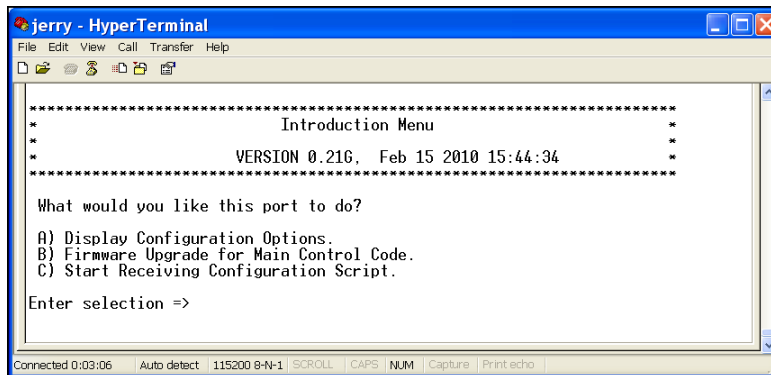 jerry - HyperTerminal
File Edit View Call Transfer Help
*************************************************************************
* Introduction Menu *
* *
* VERSION 0.21G, Feb 15 2010 15:44:34 *
*************************************************************************
What would you like this port to do?
A) Display Configuration Options.
B) Firmware Upgrade for Main Control Code.
C) Start Receiving Configuration Script.
Enter selection =>
Connected 0:03:06 Auto detect 115200 8-N-1 SCROLL CAPS NUM Capture Print echo